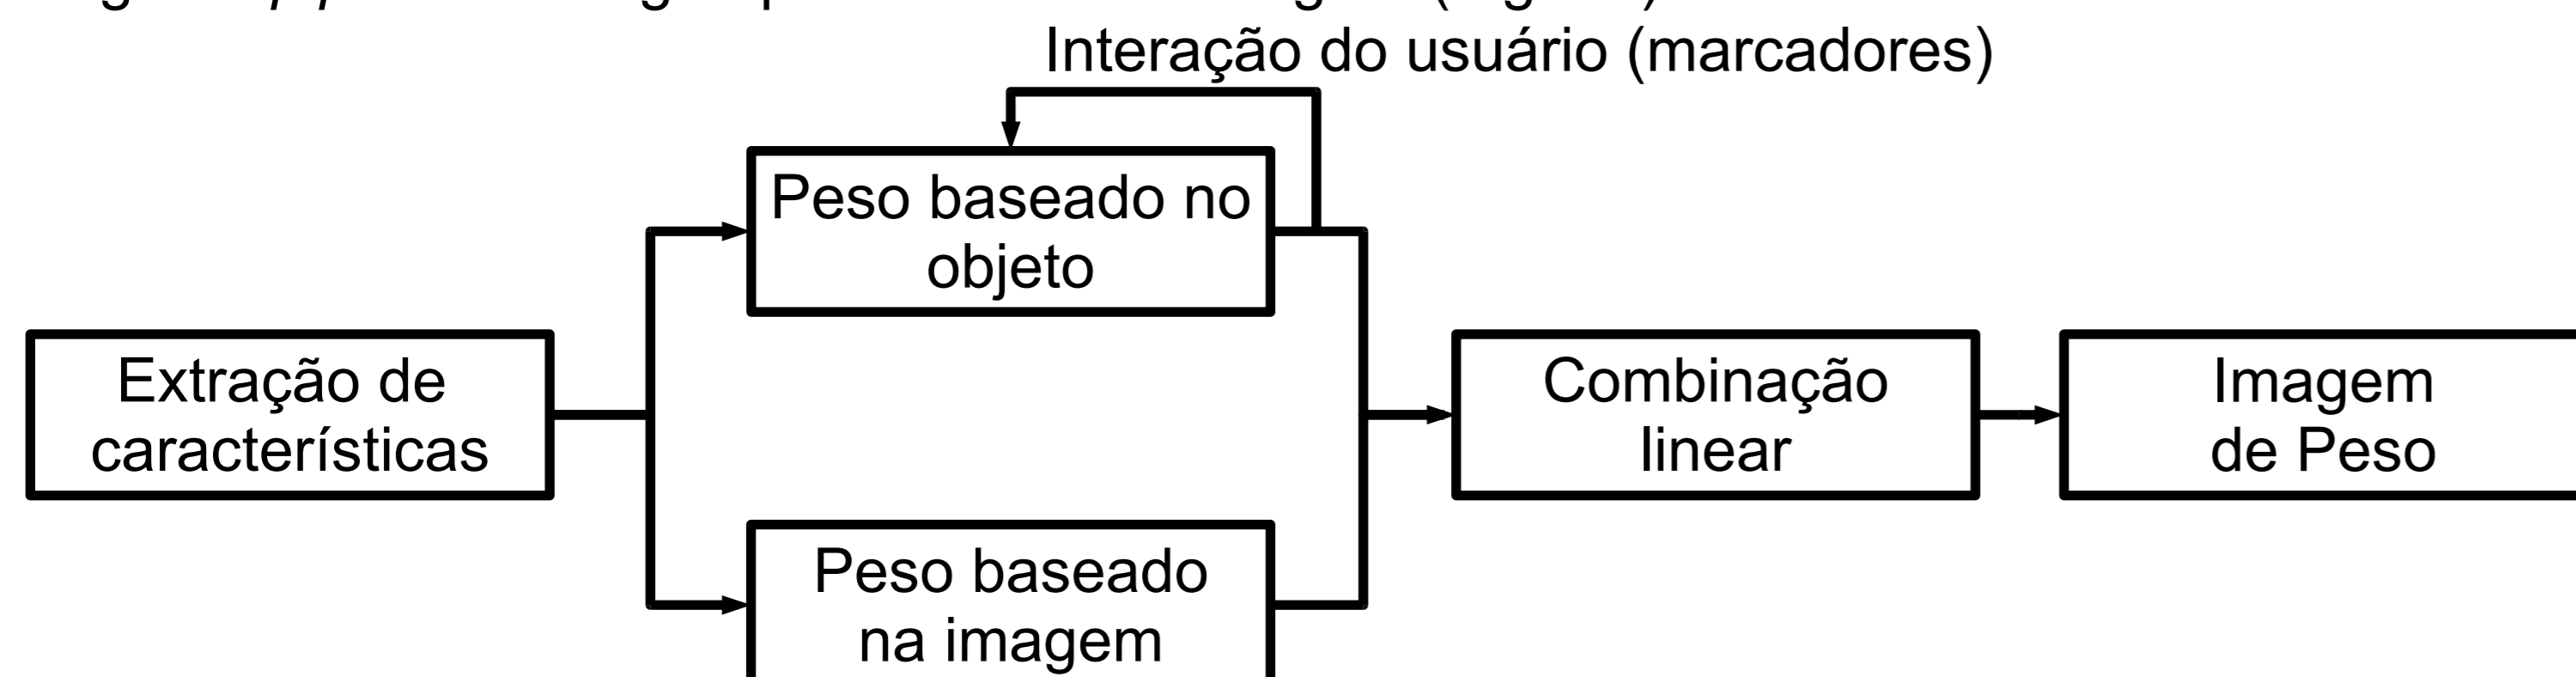 Interação do usuário (marcadores)
Peso baseado no
objeto
Extração de
características
Combinação
linear
Imagem
de Peso
Peso baseado
na imagem